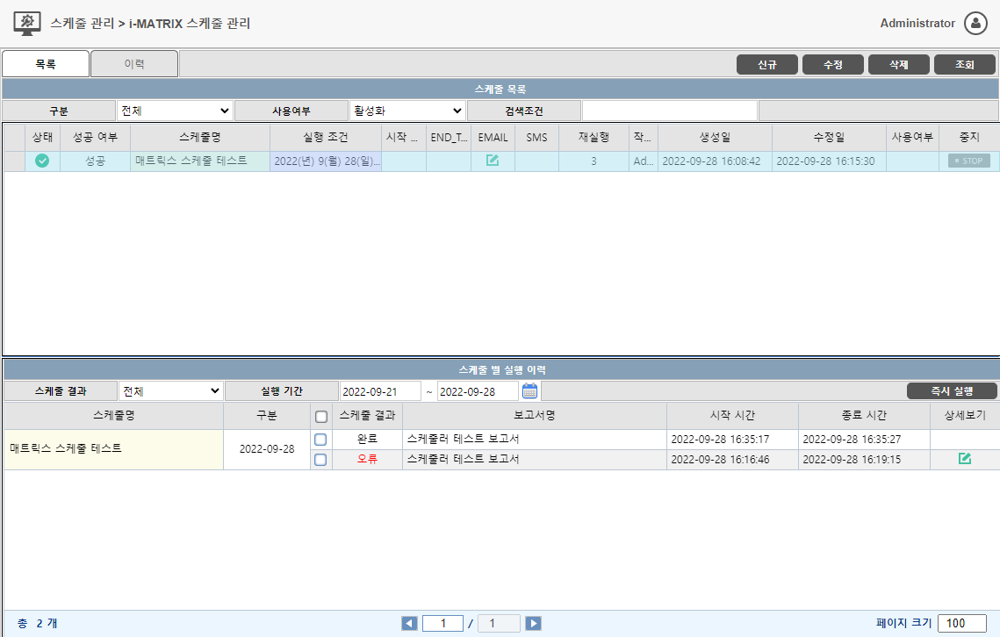 스케줄 관리 > i-MATRIX 스케줄 관리 Administrator
목록 이력 신규 수정 삭제 조회
스케줄 목록
구분 전체 사용여부 활성화 검색조건
상태 성공 여부 스케줄명 실행 조건 시작 ... END_T... EMAIL SMS 재실행 작... 생성일 수정일 사용여부 중지
성공 매트릭스 스케줄 테스트 2022(년) 9(월) 28(일)... 3 Ad... 2022-09-28 16:08:42 2022-09-28 16:15:30 STOP
스케줄 별 실행 이력
스케줄 결과 전체 실행 기간 2022-09-21 ~ 2022-09-28 즉시 실행
스케줄명 구분 스케줄 결과 보고서명 시작 시간 종료 시간 상세보기
매트릭스 스케줄 테스트 2022-09-28 완료 스케줄러 테스트 보고서 2022-09-28 16:35:17 2022-09-28 16:35:27
오류 스케줄러 테스트 보고서 2022-09-28 16:16:46 2022-09-28 16:19:15
총 2 개 1 / 1 페이지 크기 100